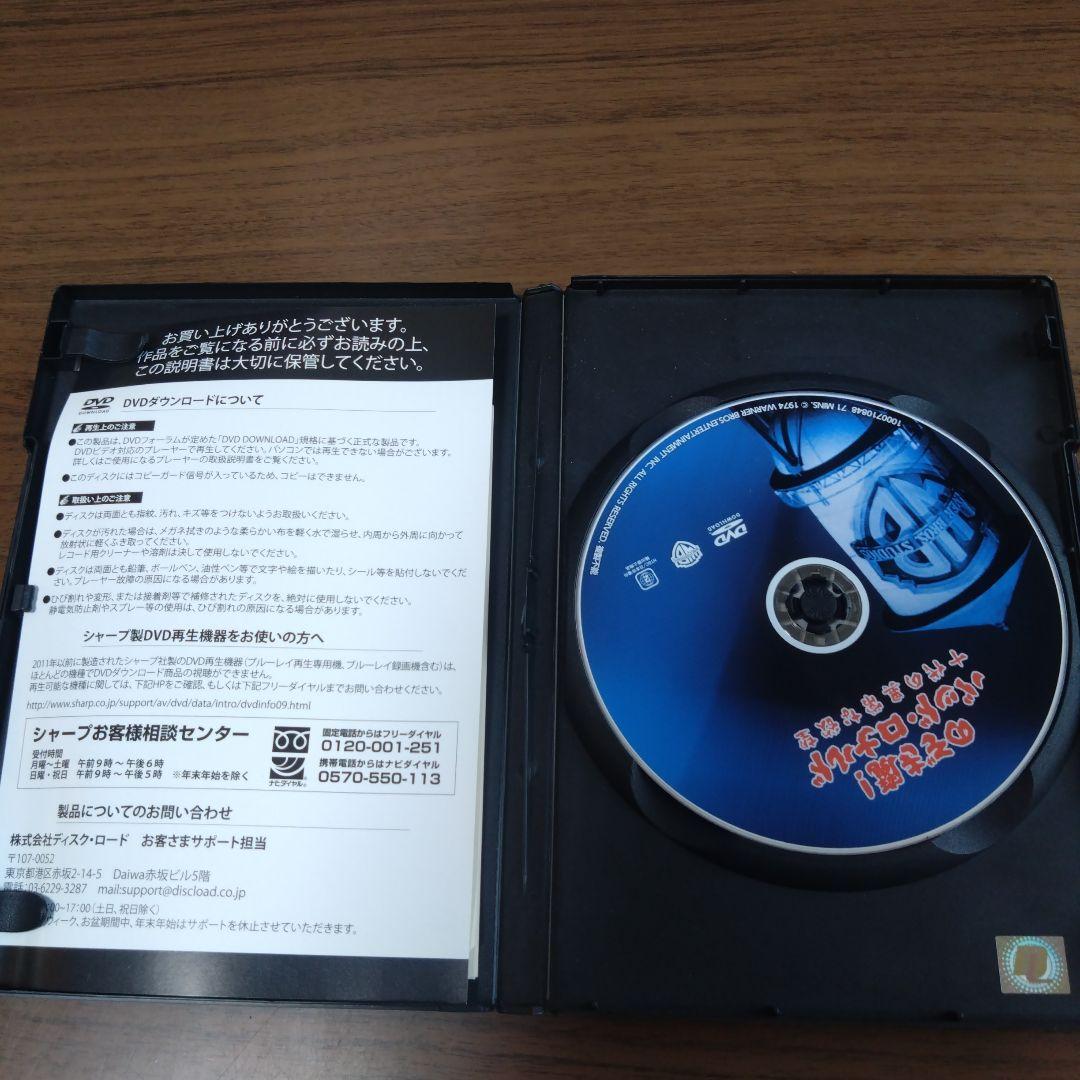 お買い上げありがとうございます。
作品をご覧になる前に必ずお読みの上、
この説明書は大切に保管してください。
DVD
DOWNLOAD
DVDダウンロードについて
再生上のご注意
●この製品は、DVDフォーラムが定めた「DVD DOWNLOAD」規格に基づく正式な製品です。
DVDビデオ対応のプレーヤーで再生してください。パソコンでは再生できない場合がございます。
詳しくはご使用になるプレーヤーの取扱説明書をご覧ください。
●このディスクにはコピーガード信号が入っているため、コピーはできません。
取扱い上のご注意
●ディスクは両面とも指紋、汚れ、キズ等をつけないようお取扱いください。
●ディスクが汚れた場合は、メガネ拭きのような柔らかい布を軽く水で湿らせ、内周から外周に向かって
放射状に軽くふき取ってください。
レコード用クリーナーや溶剤は決して使用しないでください。
●ディスクは両面とも鉛筆、ボールペン、油性ペン等で文字や絵を描いたり、シール等を貼付しないでくだ
さい。プレーヤー故障の原因になる場合があります。
●ひび割れや変形、または接着剤等で補修されたディスクを、絶対に使用しないでください。
静電気防止剤やスプレー等の使用は、ひび割れの原因になる場合があります。
シャープ製DVD再生機器をお使いの方へ
2011年以前に製造されたシャープ社製のDVD再生機器(ブルーレイ再生専用機、ブルーレイ録画機含む)は、
ほとんどの機種でDVDダウンロード商品の視聴ができません。
再生可能な機種に関しては、下記HPをご確認、もしくは下記フリーダイヤルまでお問い合わせください。
http://www.sharp.co.jp/support/av/dvd/data/intro/dvdinfo09.html
シャープお客様相談センター
受付時間
月曜～土曜 午前9時～午後6時
日曜・祝日 午前9時～午後5時 ※年末年始を除く
ナビダイヤル
固定電話からはフリーダイヤル
0120-001-251
携帯電話からはナビダイヤル
0570-550-113
製品についてのお問い合わせ
株式会社ディスク・ロード お客さまサポート担当
〒107-0052
東京都港区赤坂2-14-5 Daiwa赤坂ビル5階
電話:03-6229-3287 mail:support@discload.co.jp
:00~17:00(土日、祝日除く)
ウィーク、お盆期間中、年末年始はサポートを休止させていただきます。
1000710848 71 MINS. © 1974 WARNER BROS.ENTERTAINMENT INC. ALL RIGHTS RESERVED. 複製不能
DVD
DOWNLOAD
WB
WARNER BROS. STUDIO
のぞき魔!
バッド・ロナルド
十代の異常な欲望